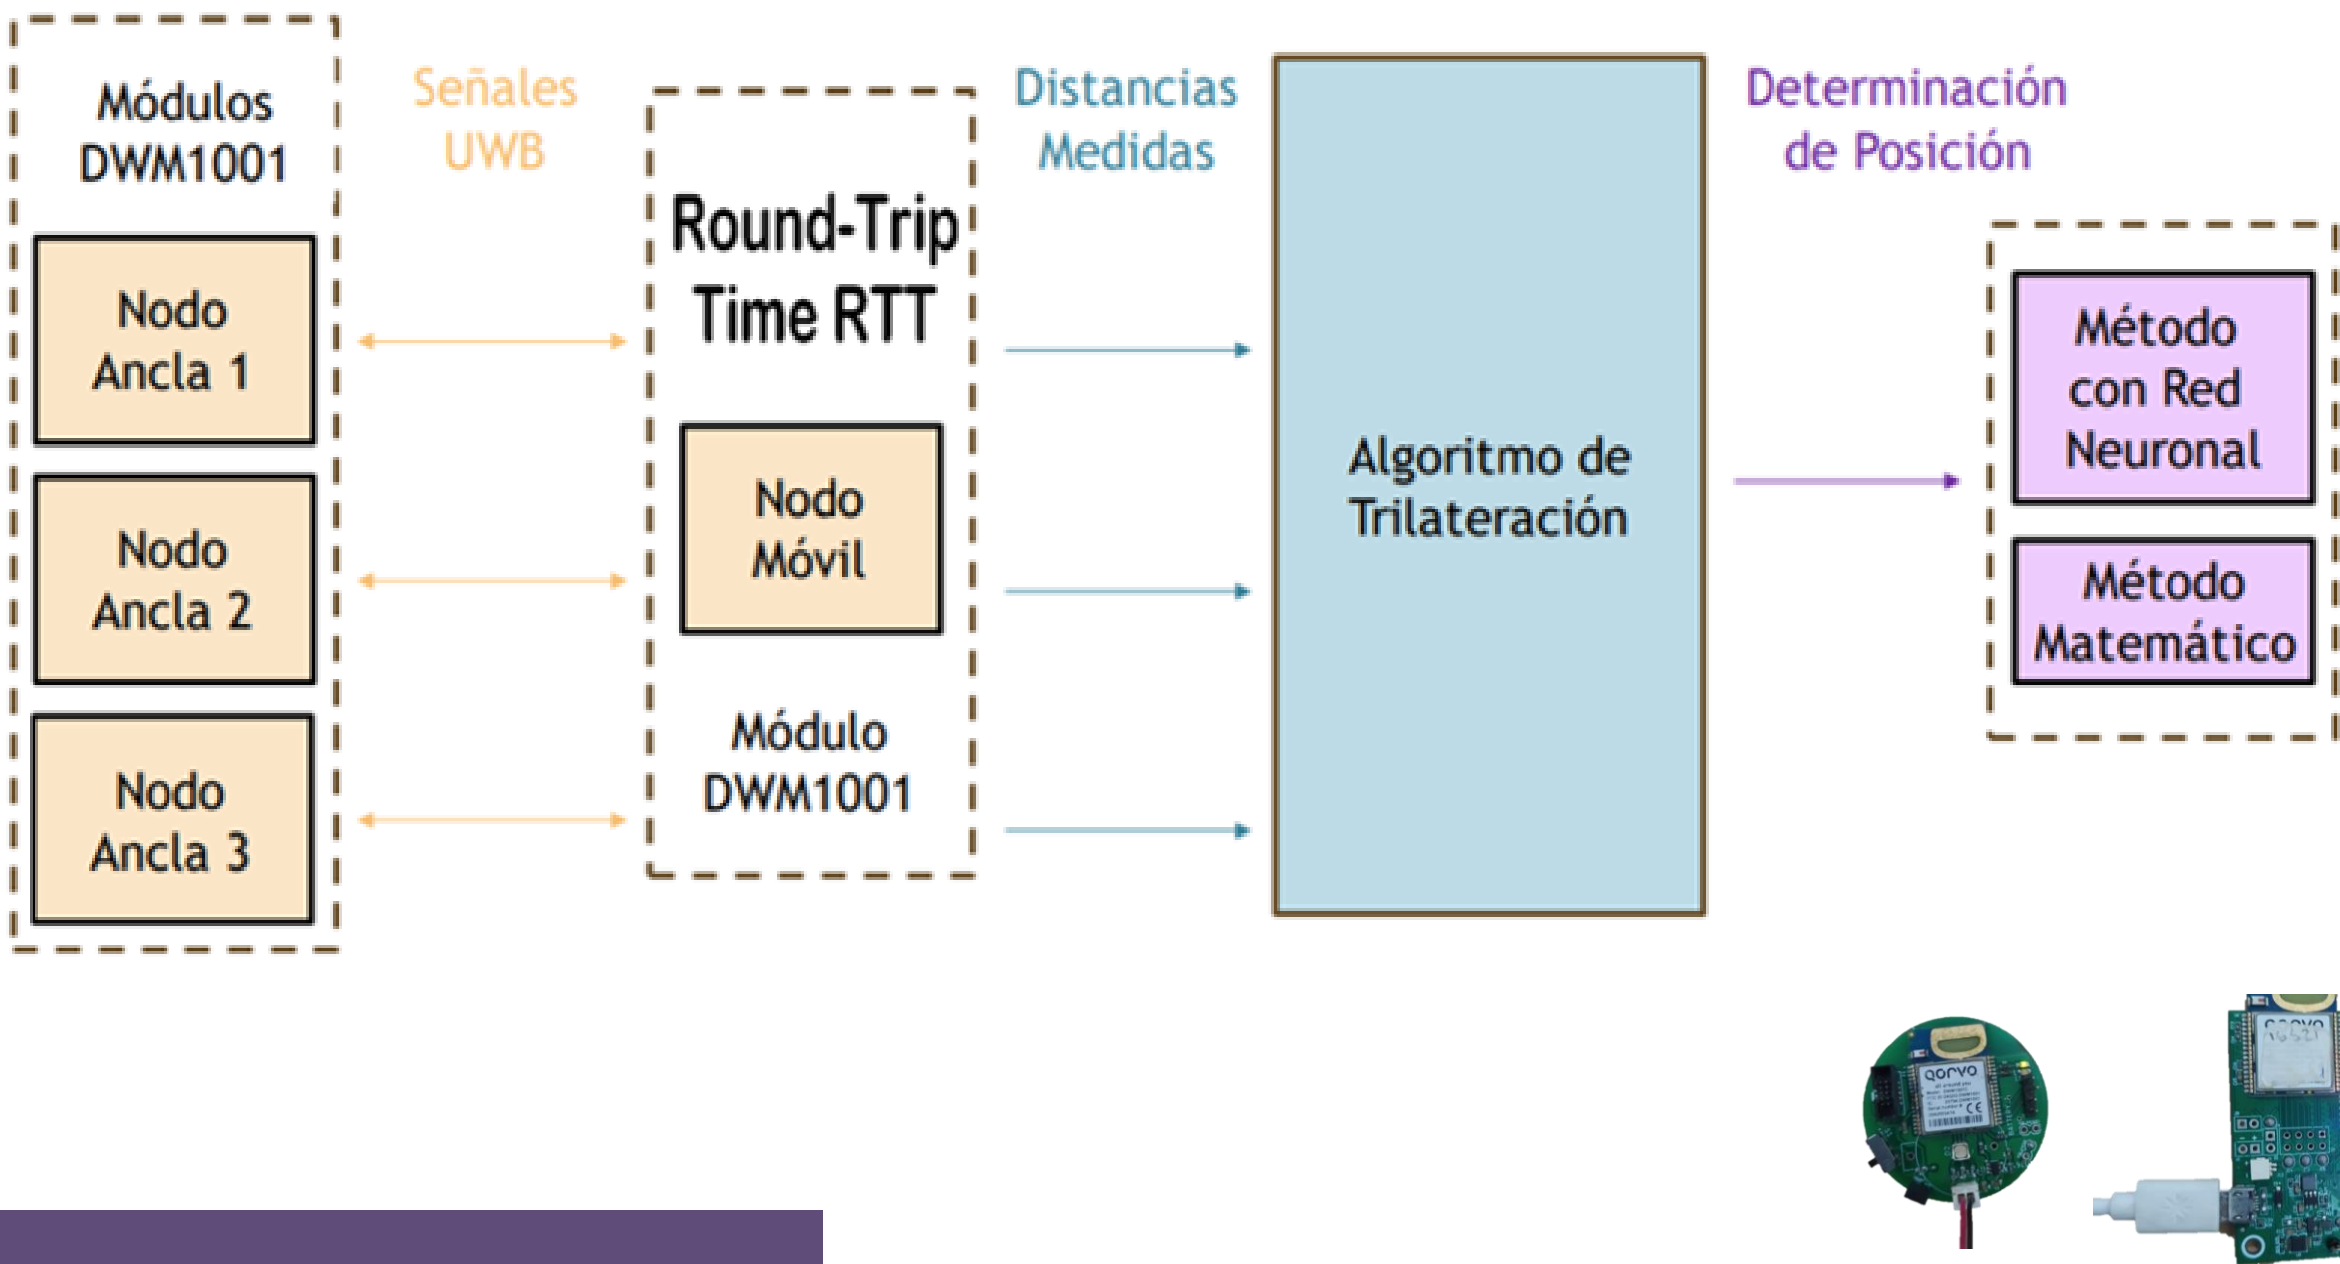 Módulos
DWM1001
Nodo
Ancla 1
Nodo
Ancla 2
Nodo
Ancla 3
Señales
UWB
Round-Trip
Time RTT
Nodo
Móvil
Módulo
DWM1001
Distancias
Medidas
Algoritmo de
Trilateración
Determinación
de Posición
Método
con Red
Neuronal
Método
Matemático
QORVO